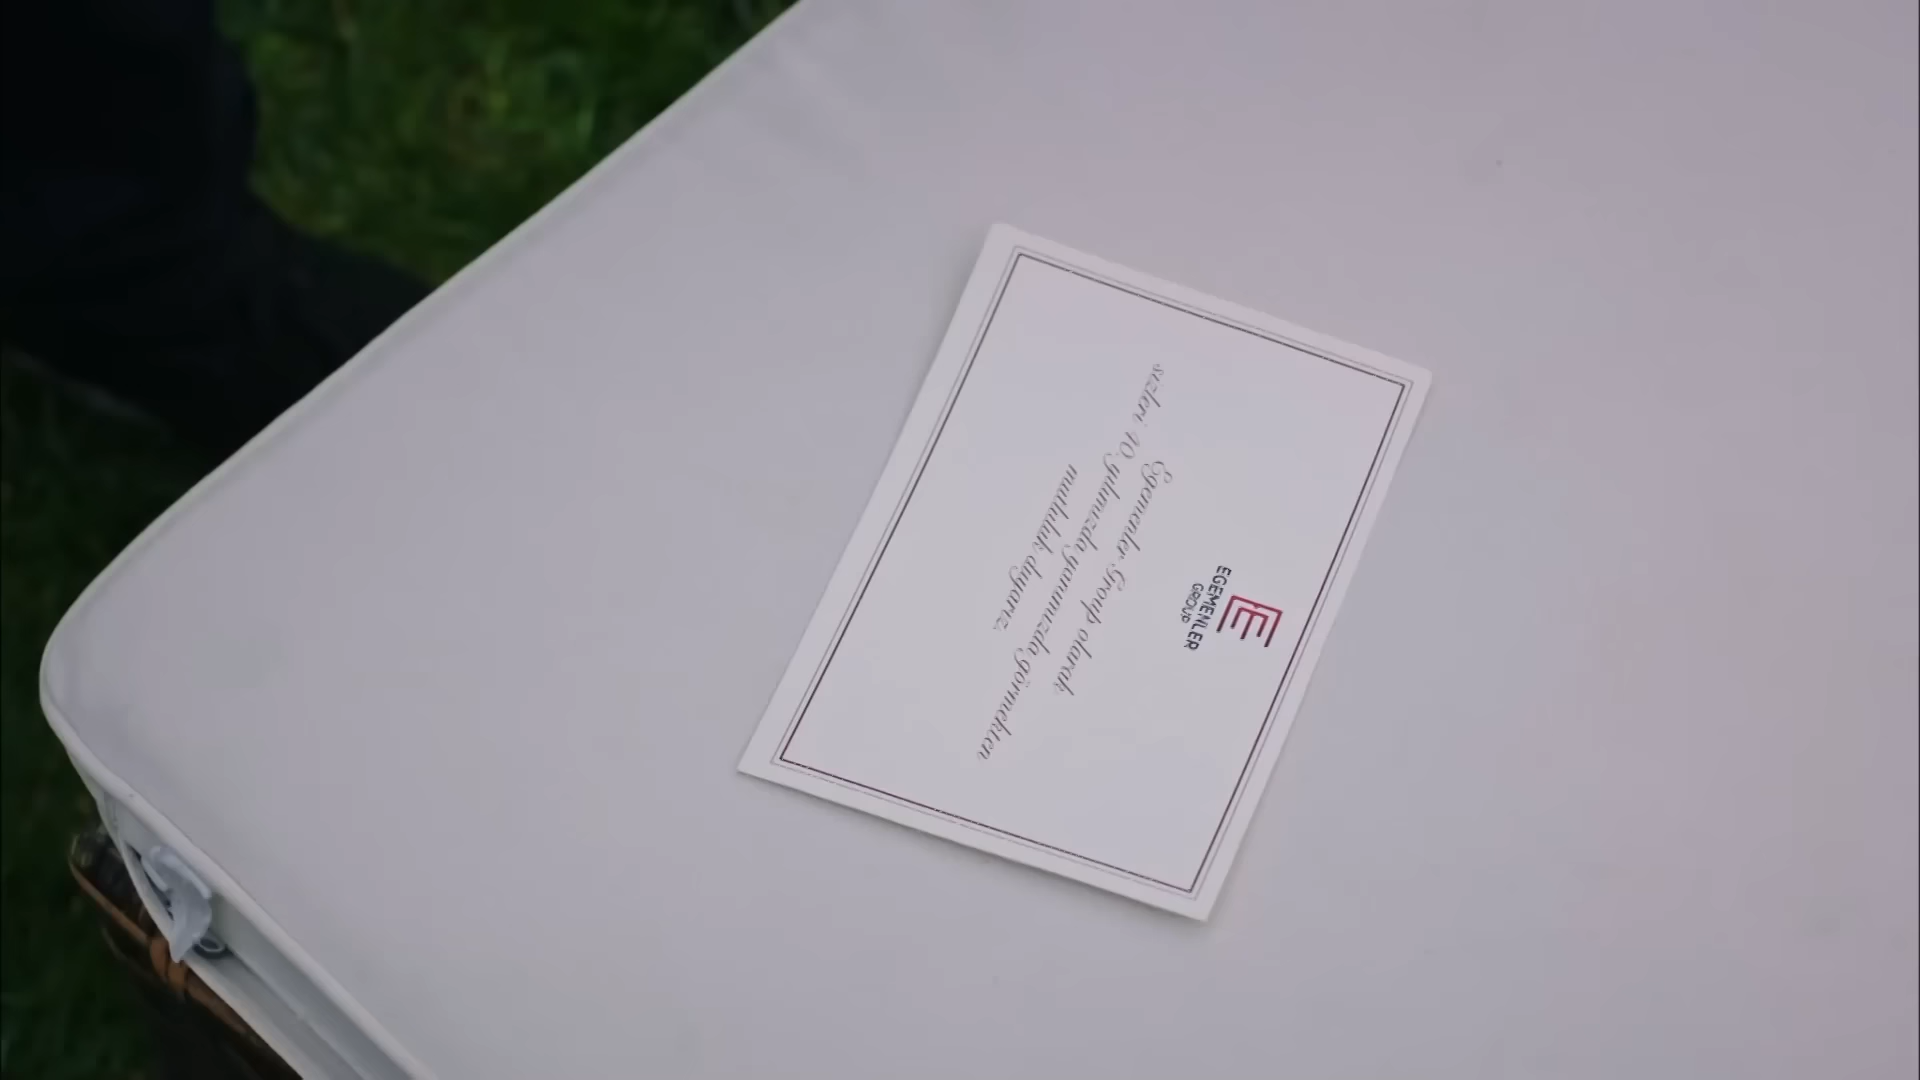 EGEMENLER
GROUP
Egemenler Group olarak
sizleri 10. yılımızda yanımızda görmekten
mutluluk duyarız.